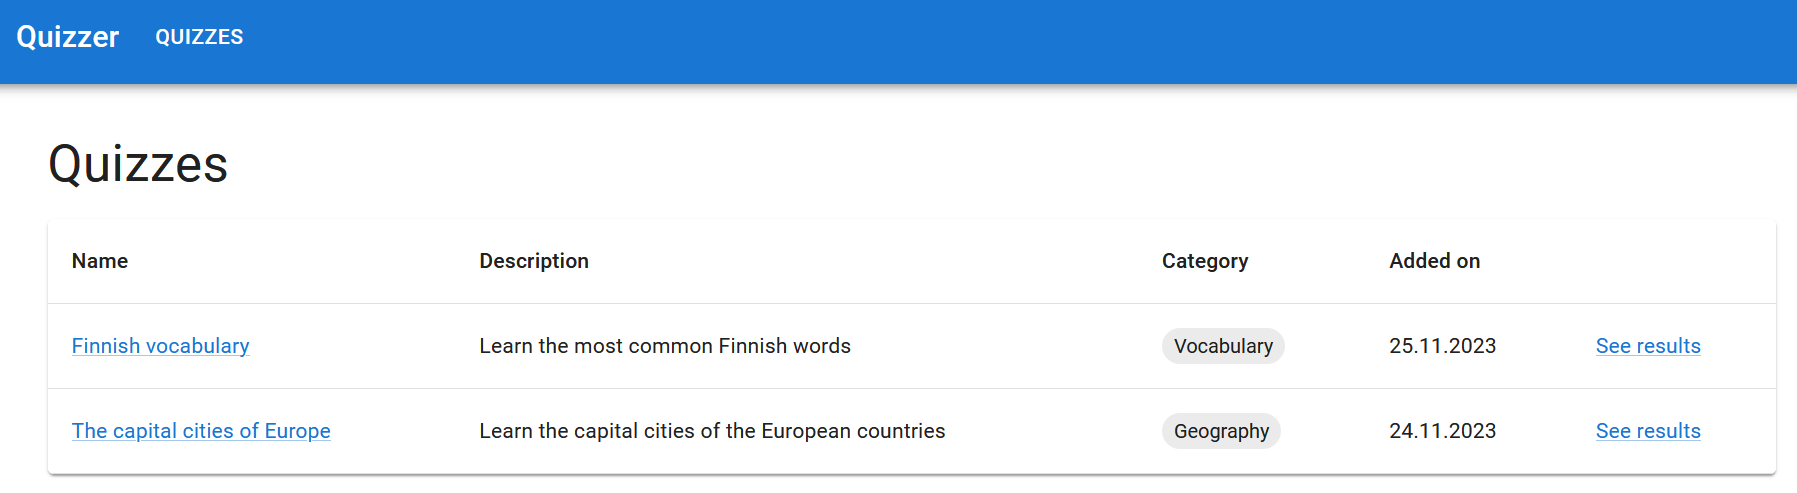 Quizzer QUIZZES
Quizzes
Name Description Category Added on
Finnish vocabulary Learn the most common Finnish words Vocabulary 25.11.2023 See results
The capital cities of Europe Learn the capital cities of the European countries Geography 24.11.2023 See results